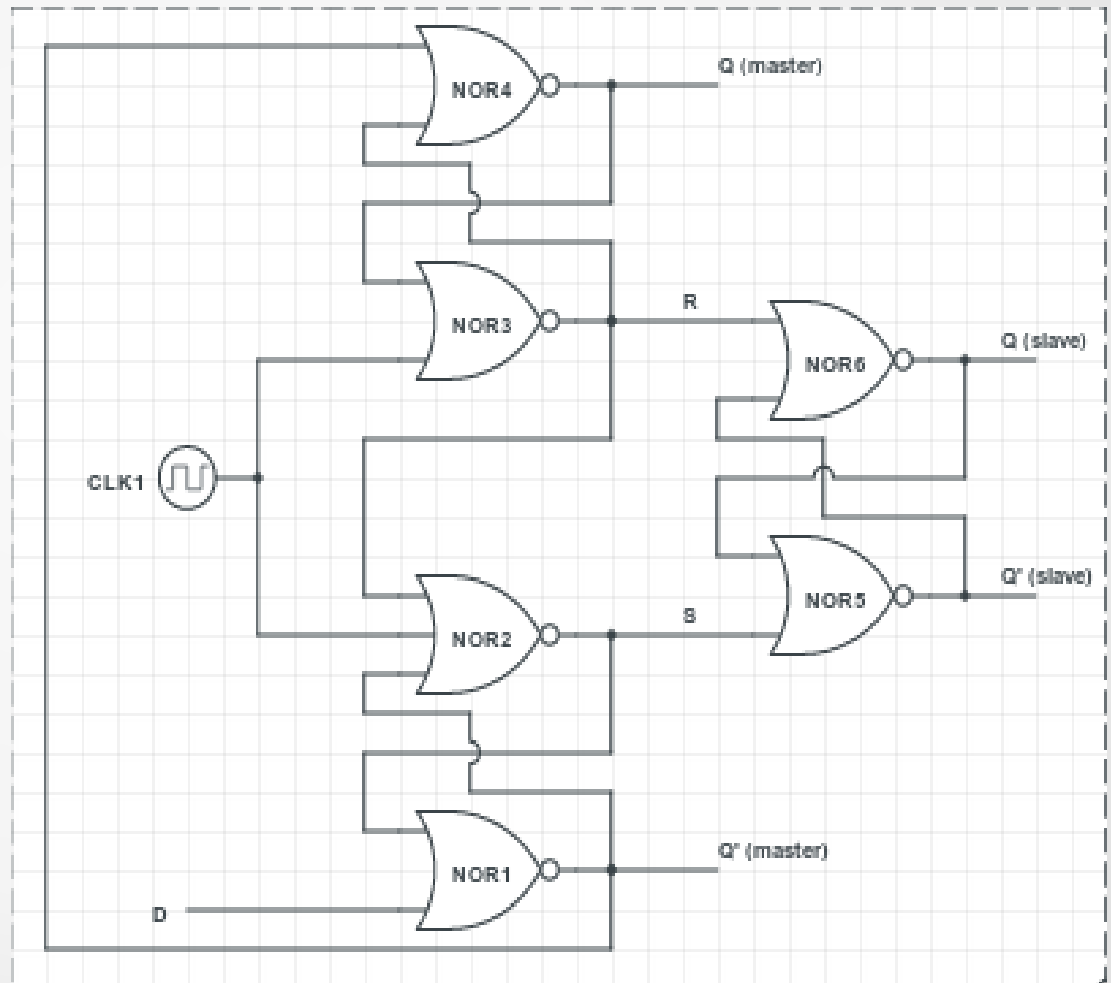 Q (master)
NOR4
NOR3
R
NOR6
Q (slave)
CLK1
NOR2
S
NOR5
Q' (slave)
NOR1
Q' (master)
D